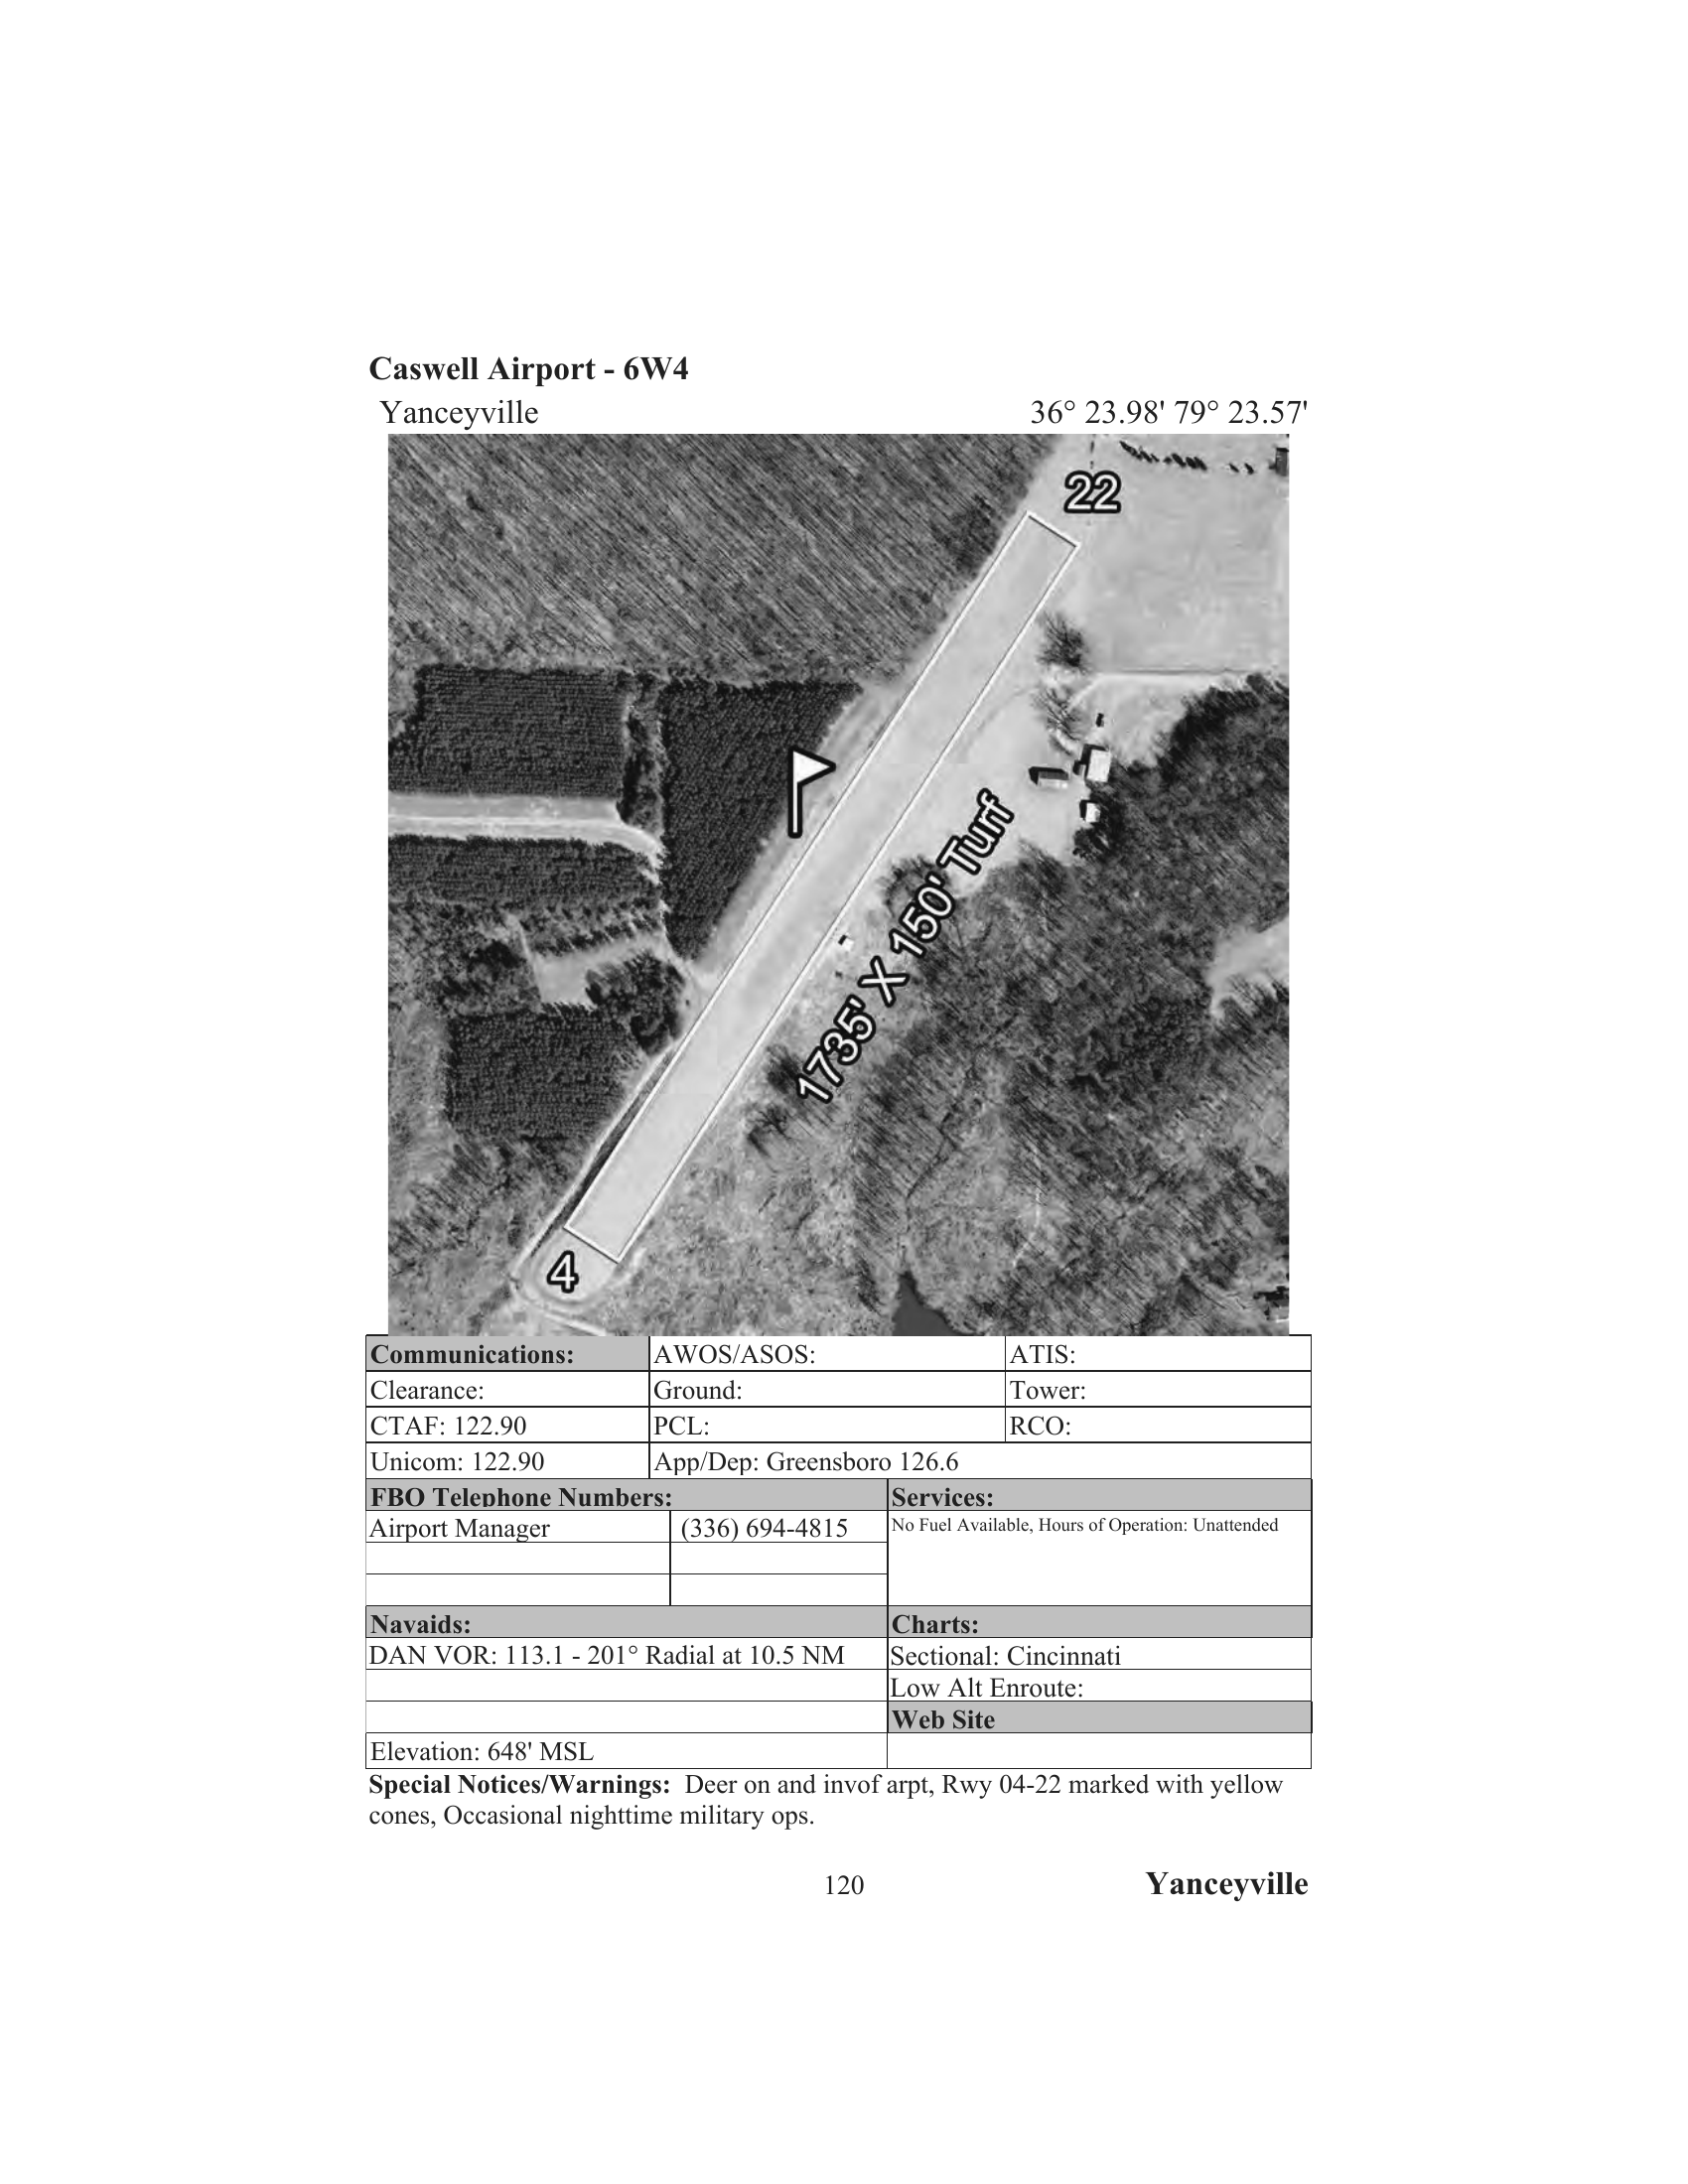 Caswell Airport - 6W4
Yanceyville 36° 23.98' 79° 23.57'
22
1735' X 150' Turf
4
Communications: AWOS/ASOS: ATIS:
Clearance: Ground: Tower:
CTAF: 122.90 PCL: RCO:
Unicom: 122.90 App/Dep: Greensboro 126.6
FBO Telephone Numbers: Services:
Airport Manager (336) 694-4815 No Fuel Available, Hours of Operation: Unattended
Navaids: Charts:
DAN VOR: 113.1 - 201° Radial at 10.5 NM Sectional: Cincinnati
Low Alt Enroute:
Web Site
Elevation: 648' MSL
Special Notices/Warnings: Deer on and invof arpt, Rwy 04-22 marked with yellow
cones, Occasional nighttime military ops.
120 Yanceyville